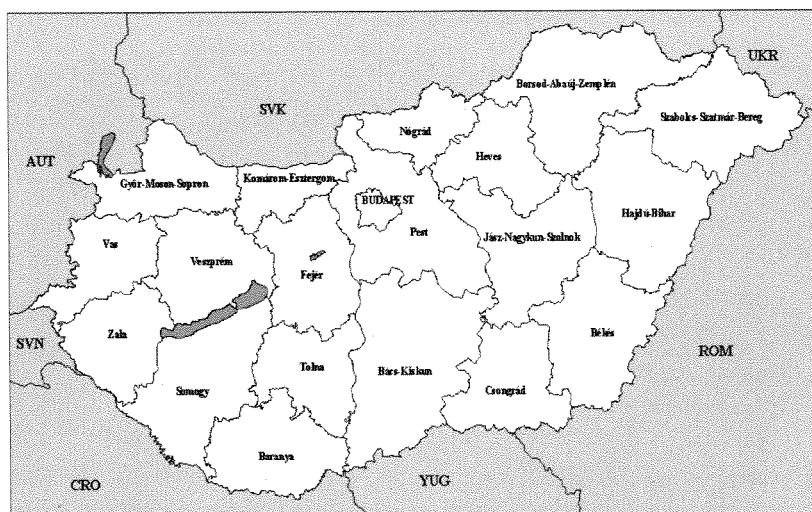 UKR
Borsod-Abaúj-Zemplén
SVK
Szabolcs-Szatmár-Bereg
Nógrád
Heves
AUT
Győr-Moson-Sopron
Komárom-Esztergom
BUDAPEST
Hajdú-Bihar
Pest
Jász-Nagykun-Szolnok
Vas
Veszprém
Fejér
Zala
Békés
SVN
ROM
Tolna
Bács-Kiskun
Somogy
Csongrád
Baranya
CRO
YUG